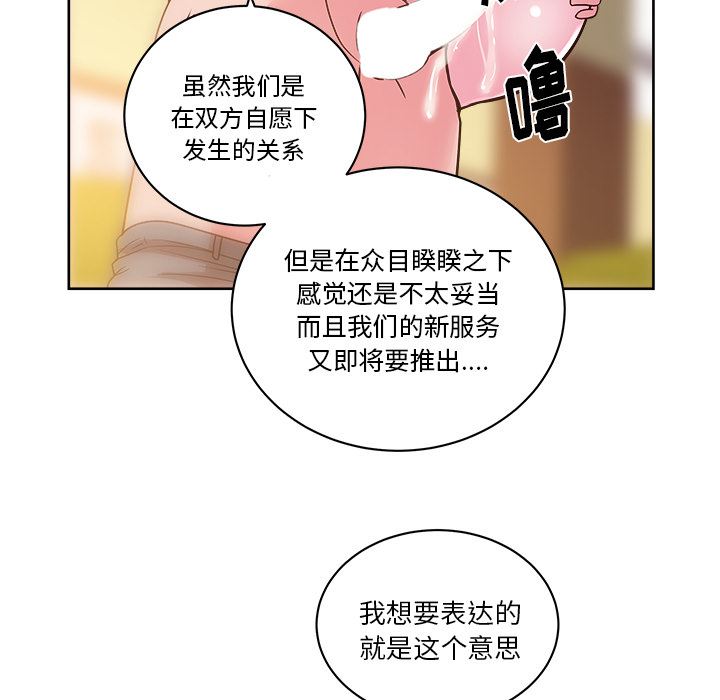 噜
虽然我们是
在双方自愿下
发生的关系
但是在众目睽睽之下
感觉还是不太妥当
而且我们的新服务
又即将要推出....
我想要表达的
就是这个意思